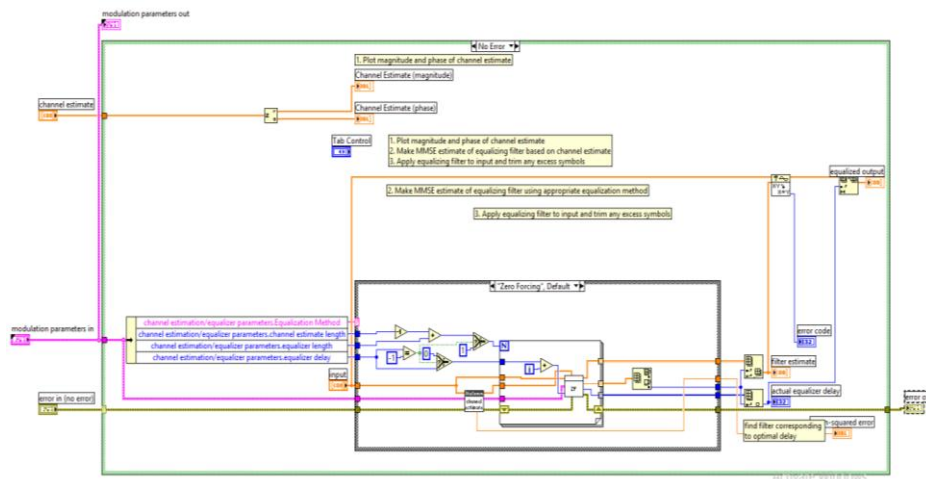 modulation parameters out
No Error
1. Plot magnitude and phase of channel estimate
Channel Estimate (magnitude)
channel estimate
Channel Estimate (phase)
Tab Control
1. Plot magnitude and phase of channel estimate
2. Make MMSE estimate of equalizing filter based on channel estimate
3. Apply equalizing filter to input and trim any excess symbols
equalized output
2. Make MMSE estimate of equalizing filter using appropriate equalization method
3. Apply equalizing filter to input and trim any excess symbols
"Zero Forcing", Default
modulation parameters in
channel estimation/equalizer parameters.Equalization Method
channel estimation/equalizer parameters.channel estimate length
channel estimation/equalizer parameters.equalizer length
channel estimation/equalizer parameters.equalizer delay
error code
input
filter estimate
error in (no error)
actual equalizer delay
error o
find filter corresponding
to optimal delay
n-squared error